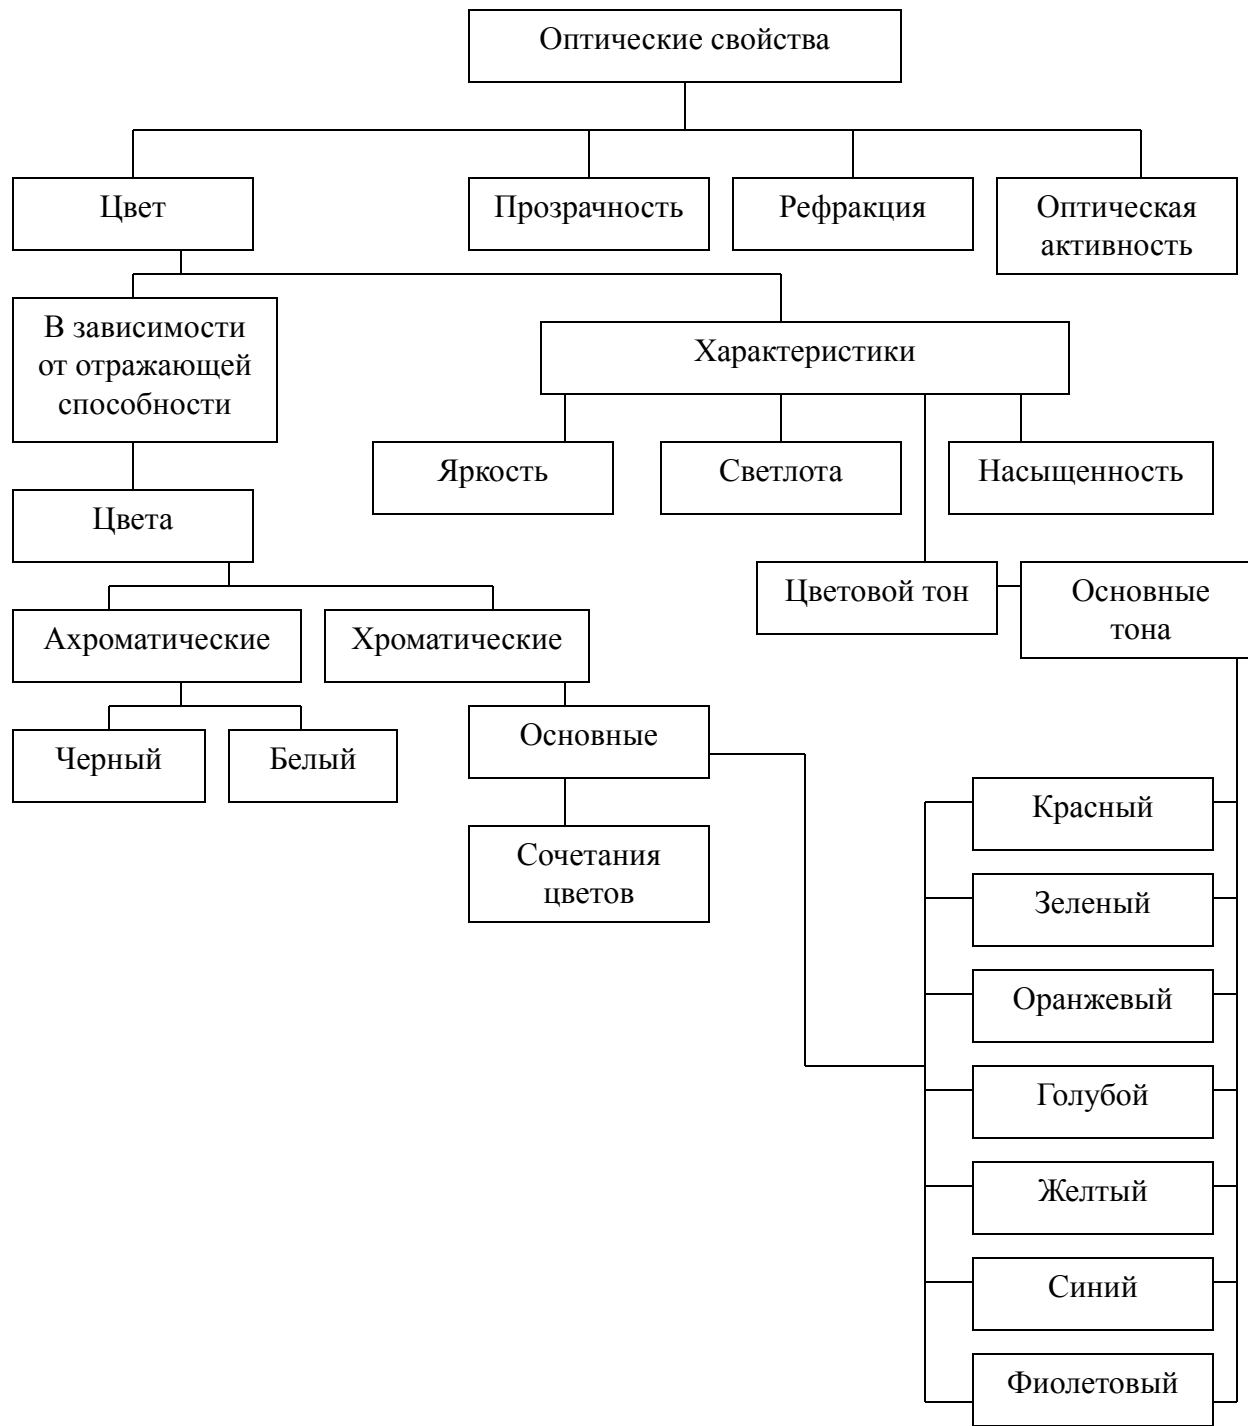 Оптические свойства
Цвет
Прозрачность
Рефракция
Оптическая
активность
В зависимости
от отражающей
способности
Характеристики
Яркость
Светлота
Насыщенность
Цвета
Цветовой тон
Основные
тона
Ахроматические
Хроматические
Черный
Белый
Основные
Сочетания
цветов
Красный
Зеленый
Оранжевый
Голубой
Желтый
Синий
Фиолетовый